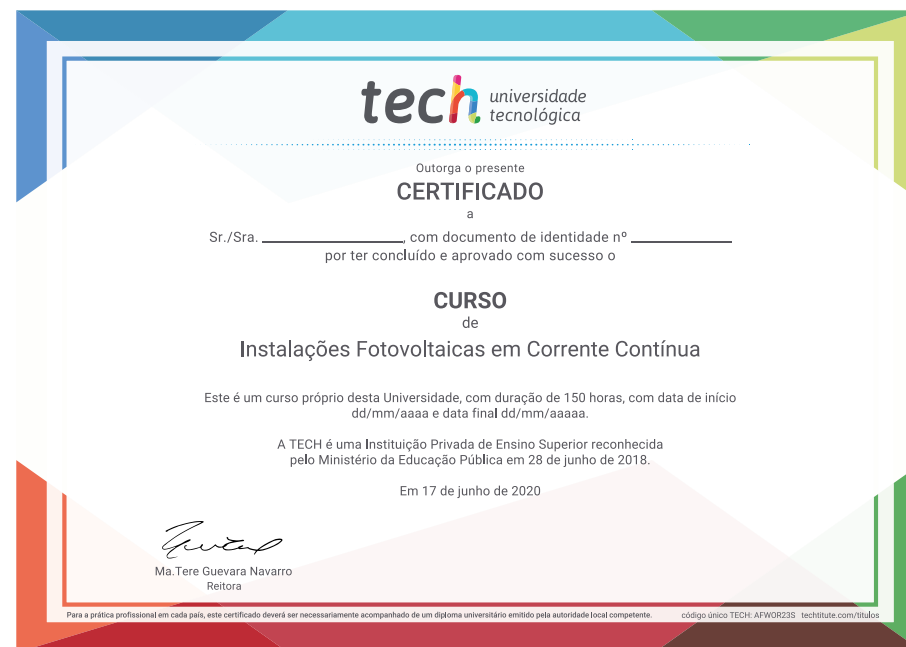 tech universidade
tecnológica
Outorga o presente
CERTIFICADO
a
Sr./Sra. ____________, com documento de identidade nº ____________
por ter concluído e aprovado com sucesso o
CURSO
de
Instalações Fotovoltaicas em Corrente Contínua
Este é um curso próprio desta Universidade, com duração de 150 horas, com data de início
dd/mm/aaaa e data final dd/mm/aaaaa.
A TECH é uma Instituição Privada de Ensino Superior reconhecida
pelo Ministério da Educação Pública em 28 de junho de 2018.
Em 17 de junho de 2020
Ma.Tere Guevara Navarro
Reitora
Para a prática profissional em cada país, este certificado deverá ser necessariamente acompanhado de um diploma universitário emitido pela autoridade local competente. código único TECH: AFWOR23S techtitute.com/titulos